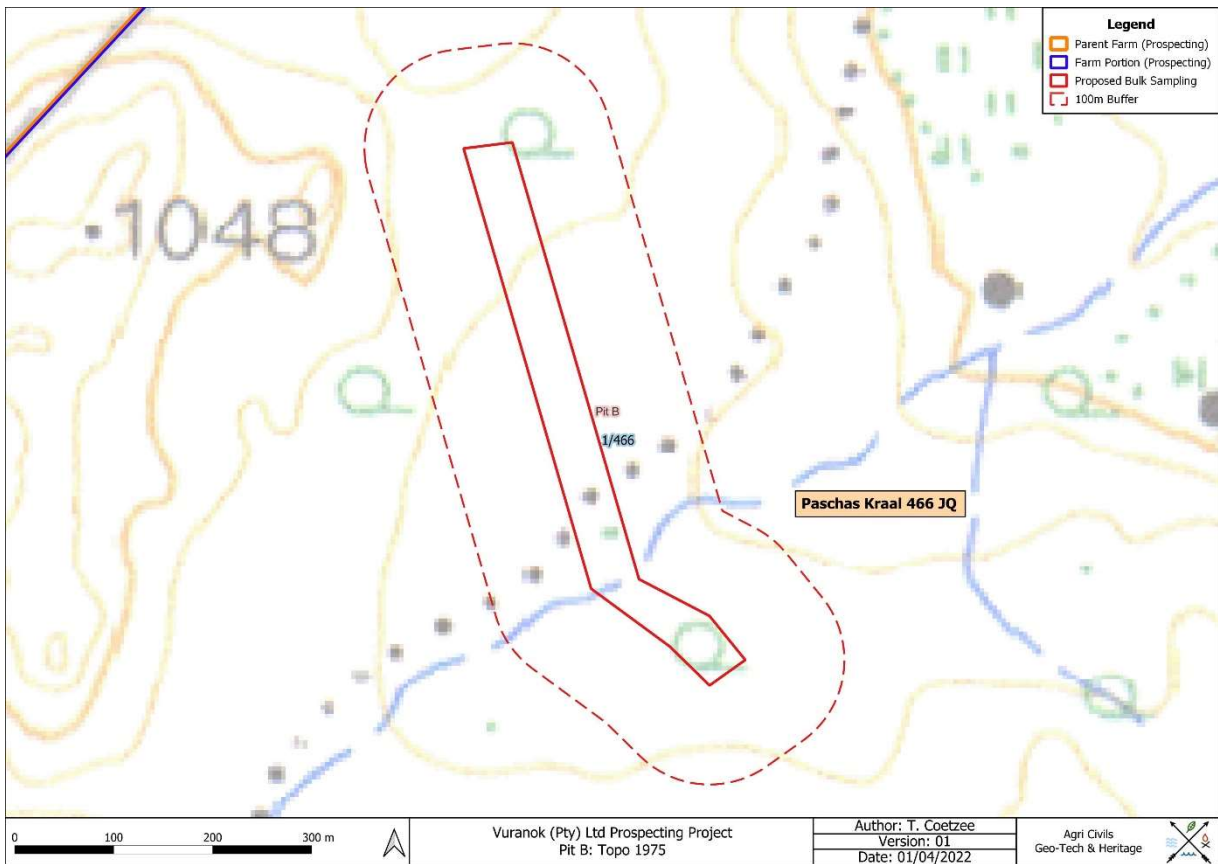 Legend
Parent Farm (Prospecting)
Farm Portion (Prospecting)
Proposed Bulk Sampling
100m Buffer
1048
Pit B
1/466
Paschas Kraal 466 JQ
0 100 200 300 m
Vuranok (Pty) Ltd Prospecting Project
Pit B: Topo 1975
Author: T. Coetzee
Version: 01
Date: 01/04/2022
Agri Civils
Geo-Tech & Heritage